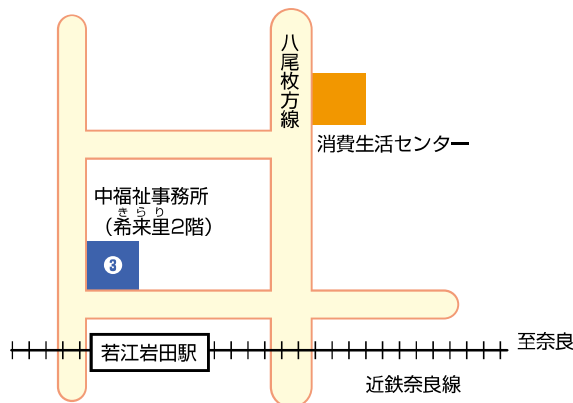 八尾枚方線
消費生活センター
中福祉事務所
きらり
（希来里2階）
3
若江岩田駅
至奈良
近鉄奈良線